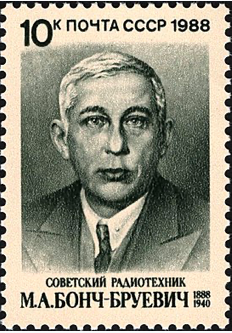 10к ПОЧТА СССР 1988
СОВЕТСКИЙ РАДИОТЕХНИК
М.А.БОНЧ-БРУЕВИЧ 1888
1940